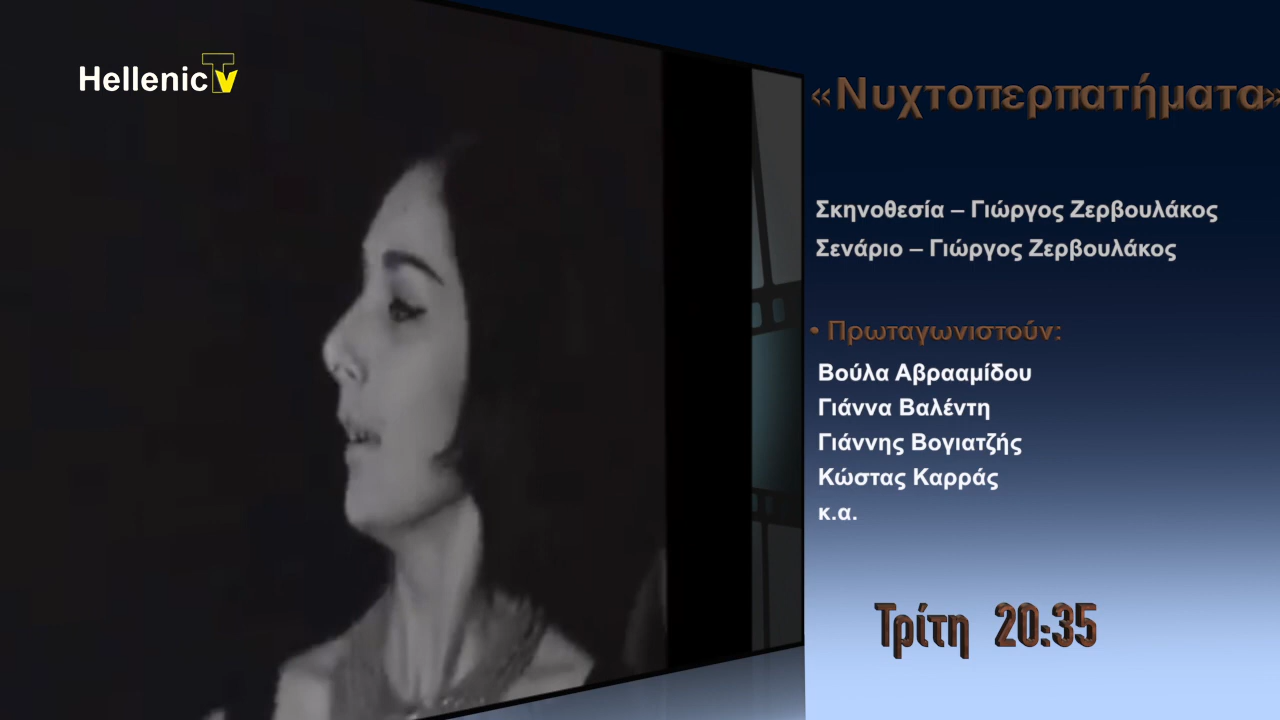 HellenicTv
«Νυχτοπερπατήματα»
Σκηνοθεσία – Γιώργος Ζερβουλάκος
Σενάριο – Γιώργος Ζερβουλάκος
• Πρωταγωνιστούν:
Βούλα Αβρααμίδου
Γιάννα Βαλέντη
Γιάννης Βογιατζής
Κώστας Καρράς
κ.α.
Τρίτη 20:35